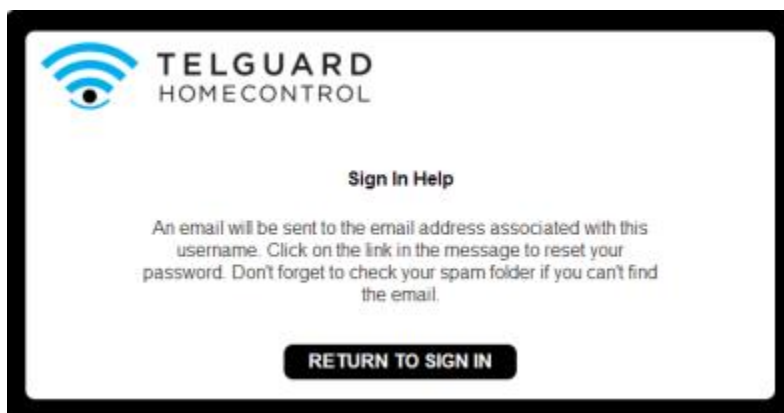 TELGUARD
HOMECONTROL
Sign In Help
An email will be sent to the email address associated with this
username. Click on the link in the message to reset your
password. Don't forget to check your spam folder if you can't find
the email.
RETURN TO SIGN IN